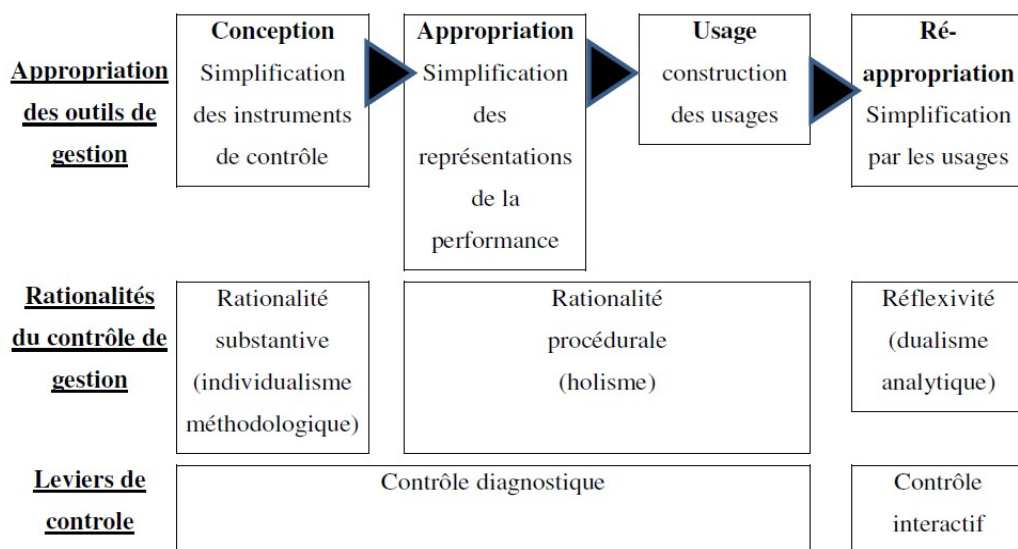 Appropriation
des outils de
gestion
Conception
Simplification
des instruments
de contrôle
Appropriation
Simplification
des
représentations
de la
performance
Usage
construction
des usages
Ré-
appropriation
Simplification
par les usages
Rationalités
du contrôle de
gestion
Rationalité
substantive
(individualisme
méthodologique)
Rationalité
procédurale
(holisme)
Réflexivité
(dualisme
analytique)
Leviers de
controle
Contrôle diagnostique
Contrôle
interactif